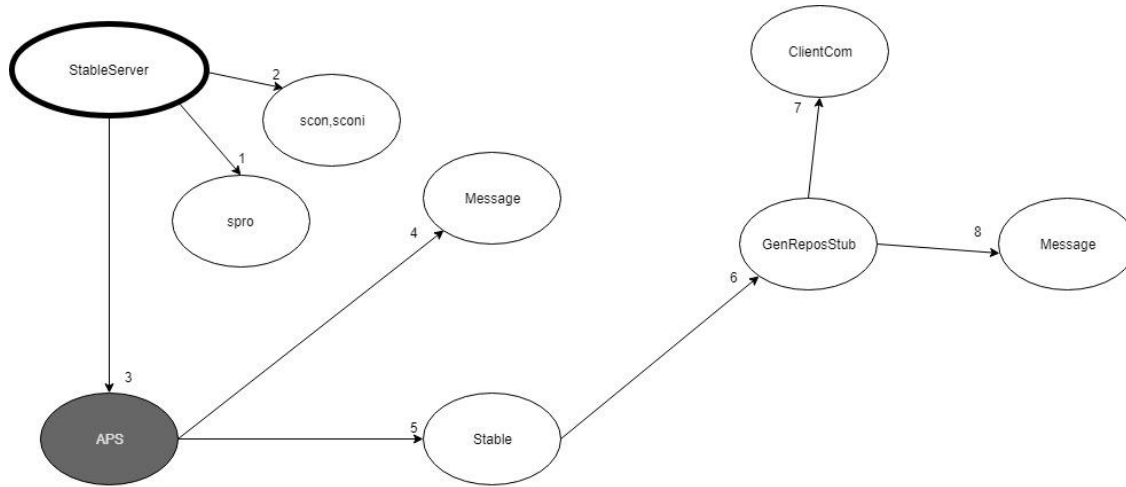 ClientCom
StableServer
2
7
scon,sconi
1
Message
spro
4
GenReposStub
8
Message
6
3
APS
5
Stable